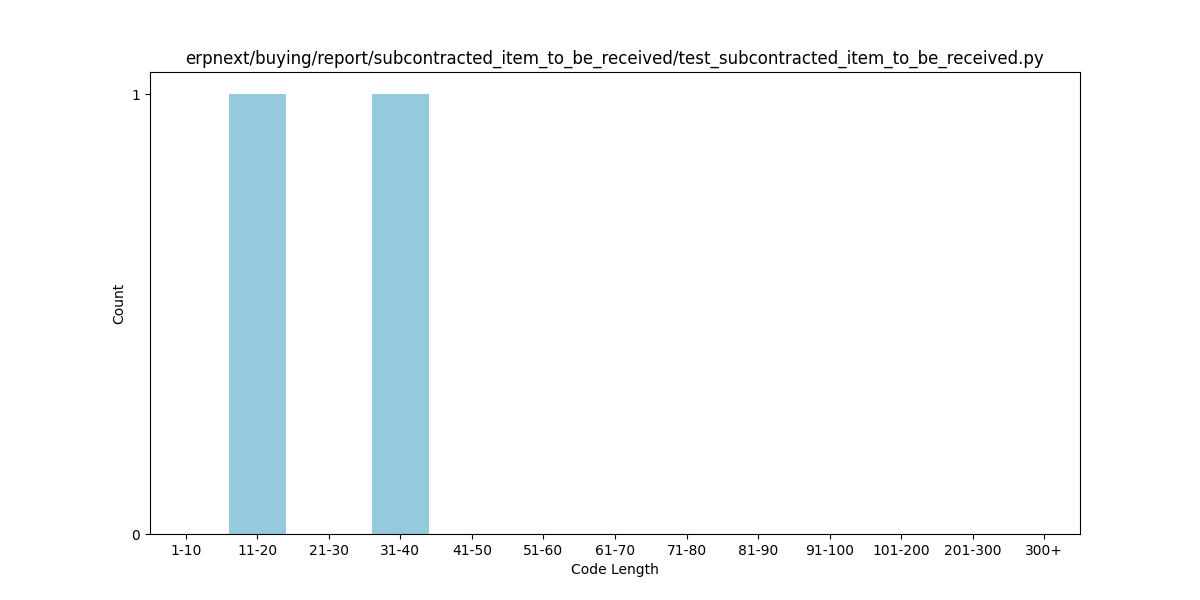 erpnext/buying/report/subcontracted_item_to_be_received/test_subcontracted_item_to_be_received.py
1
Count
0
1-10 11-20 21-30 31-40 41-50 51-60 61-70 71-80 81-90 91-100 101-200 201-300 300+
Code Length